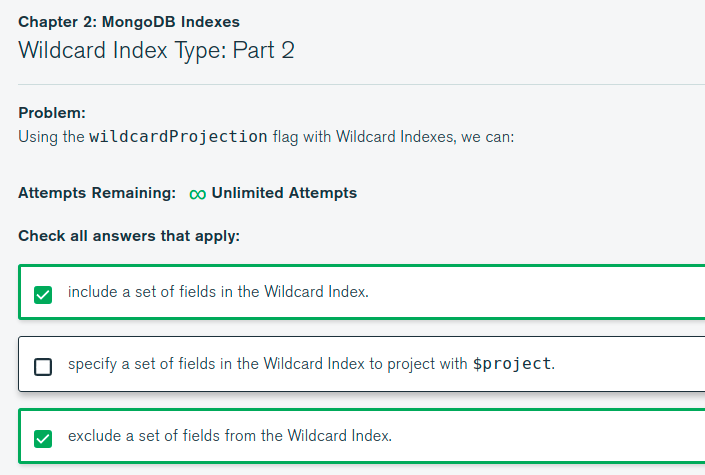 Chapter 2: MongoDB Indexes
Wildcard Index Type: Part 2
Problem:
Using the wildcardProjection flag with Wildcard Indexes, we can:
Attempts Remaining: ∞ Unlimited Attempts
Check all answers that apply:
include a set of fields in the Wildcard Index.
specify a set of fields in the Wildcard Index to project with $project.
exclude a set of fields from the Wildcard Index.